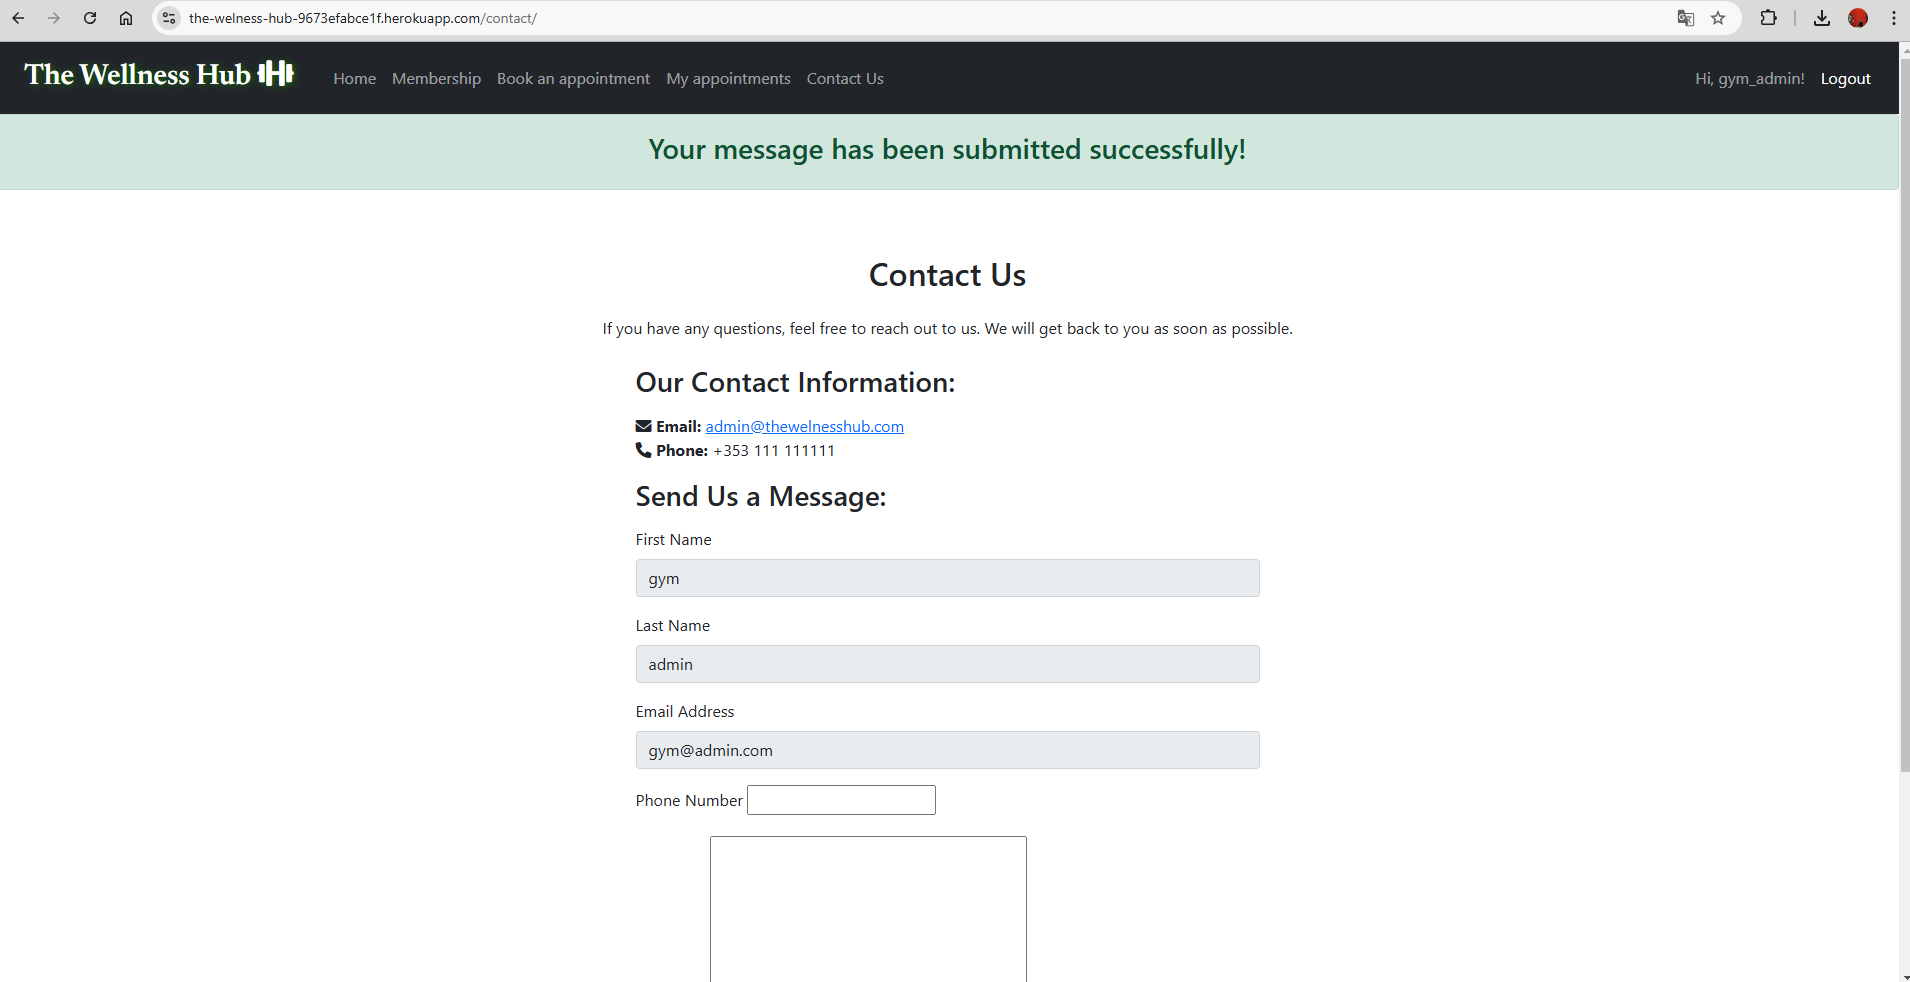 the-welness-hub-9673efabce1f.herokuapp.com/contact/
The Wellness Hub Home Membership Book an appointment My appointments Contact Us Hi, gym_admin! Logout
Your message has been submitted successfully!
Contact Us
If you have any questions, feel free to reach out to us. We will get back to you as soon as possible.
Our Contact Information:
Email: admin@thewelnesshub.com
Phone: +353 111 111111
Send Us a Message:
First Name
gym
Last Name
admin
Email Address
gym@admin.com
Phone Number